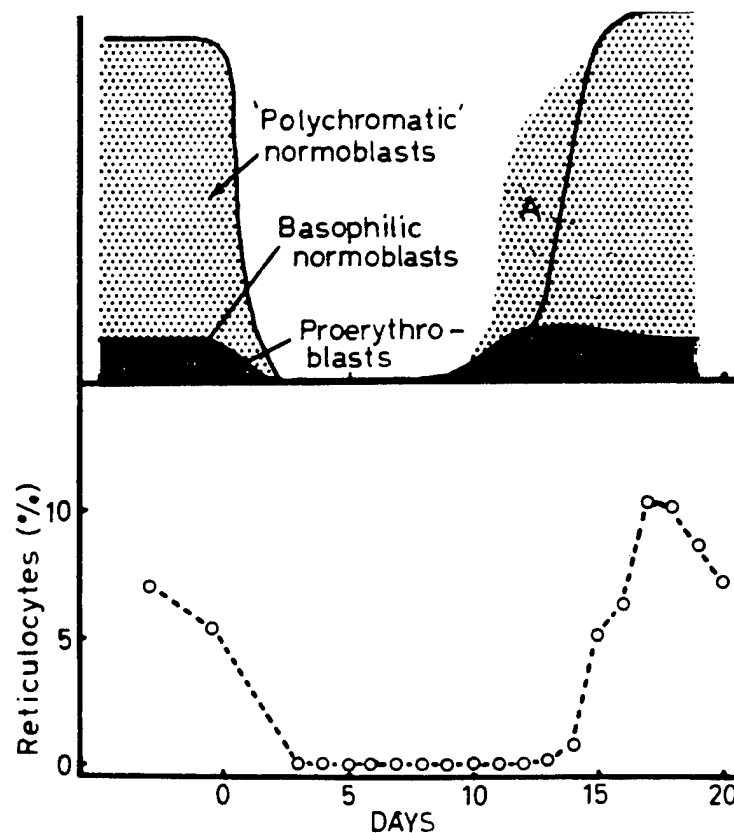 'Polychromatic'
normoblasts
Basophilic
normoblasts
Proerythro-
blasts
A
Reticulocytes (%)
10
5
0
0 5 10 15 20
DAYS